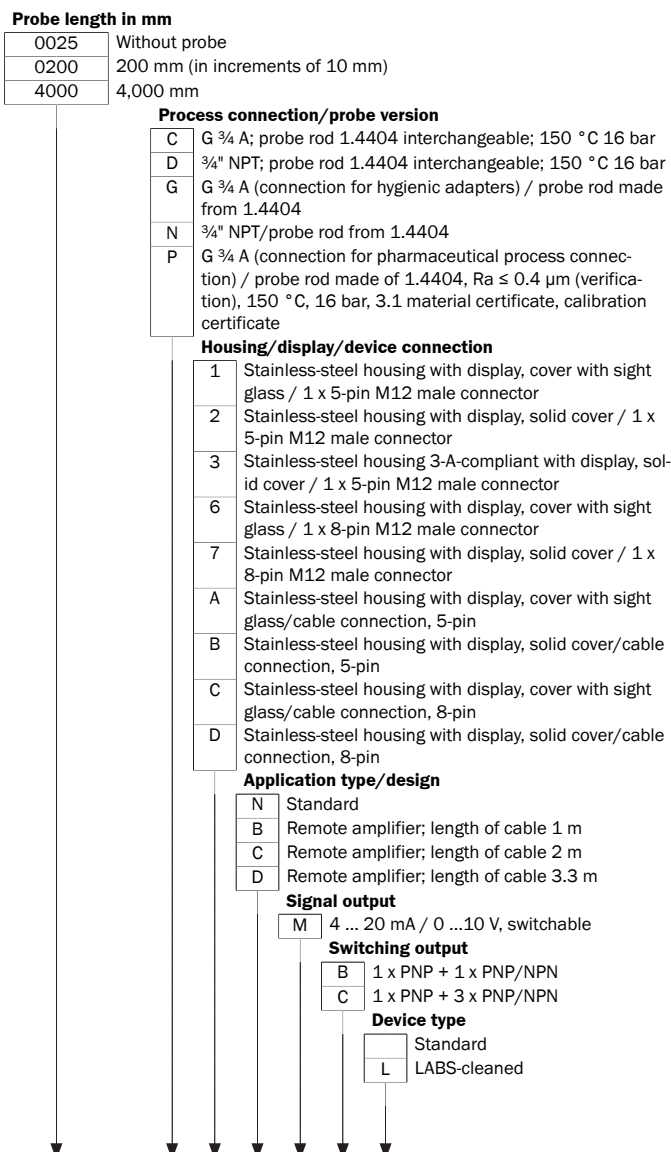 Probe length in mm
0025 Without probe
0200 200 mm (in increments of 10 mm)
4000 4,000 mm
Process connection/probe version
C G ¾ A; probe rod 1.4404 interchangeable; 150 °C 16 bar
D ¾" NPT; probe rod 1.4404 interchangeable; 150 °C 16 bar
G G ¾ A (connection for hygienic adapters) / probe rod made
from 1.4404
N ¾" NPT/probe rod from 1.4404
P G ¾ A (connection for pharmaceutical process connec-
tion) / probe rod made of 1.4404, Ra ≤ 0.4 μm (verifica-
tion), 150 °C, 16 bar, 3.1 material certificate, calibration
certificate
Housing/display/device connection
1 Stainless-steel housing with display, cover with sight
glass / 1 x 5-pin M12 male connector
2 Stainless-steel housing with display, solid cover / 1 x
5-pin M12 male connector
3 Stainless-steel housing 3-A-compliant with display, sol-
id cover / 1 x 5-pin M12 male connector
6 Stainless-steel housing with display, cover with sight
glass / 1 x 8-pin M12 male connector
7 Stainless-steel housing with display, solid cover / 1 x
8-pin M12 male connector
A Stainless-steel housing with display, cover with sight
glass/cable connection, 5-pin
B Stainless-steel housing with display, solid cover/cable
connection, 5-pin
C Stainless-steel housing with display, cover with sight
glass/cable connection, 8-pin
D Stainless-steel housing with display, solid cover/cable
connection, 8-pin
Application type/design
N Standard
B Remote amplifier; length of cable 1 m
C Remote amplifier; length of cable 2 m
D Remote amplifier; length of cable 3.3 m
Signal output
M 4 ... 20 mA / 0 ...10 V, switchable
Switching output
B 1 x PNP + 1 x PNP/NPN
C 1 x PNP + 3 x PNP/NPN
Device type
Standard
L LABS-cleaned